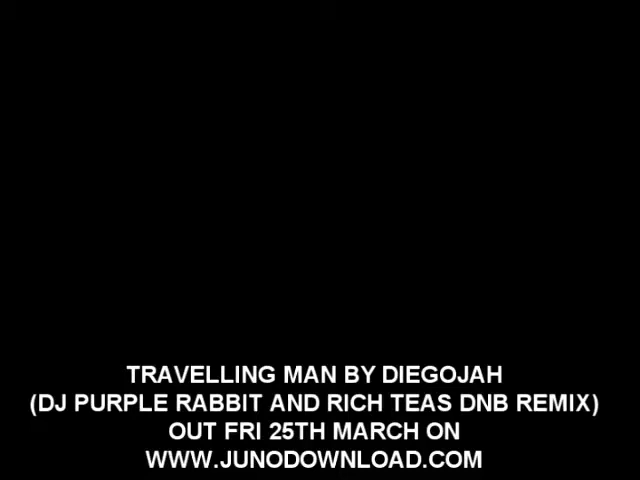 TRAVELLING MAN BY DIEGOJAH
(DJ PURPLE RABBIT AND RICH TEAS DNB REMIX)
OUT FRI 25TH MARCH ON
WWW.JUNODOWNLOAD.COM